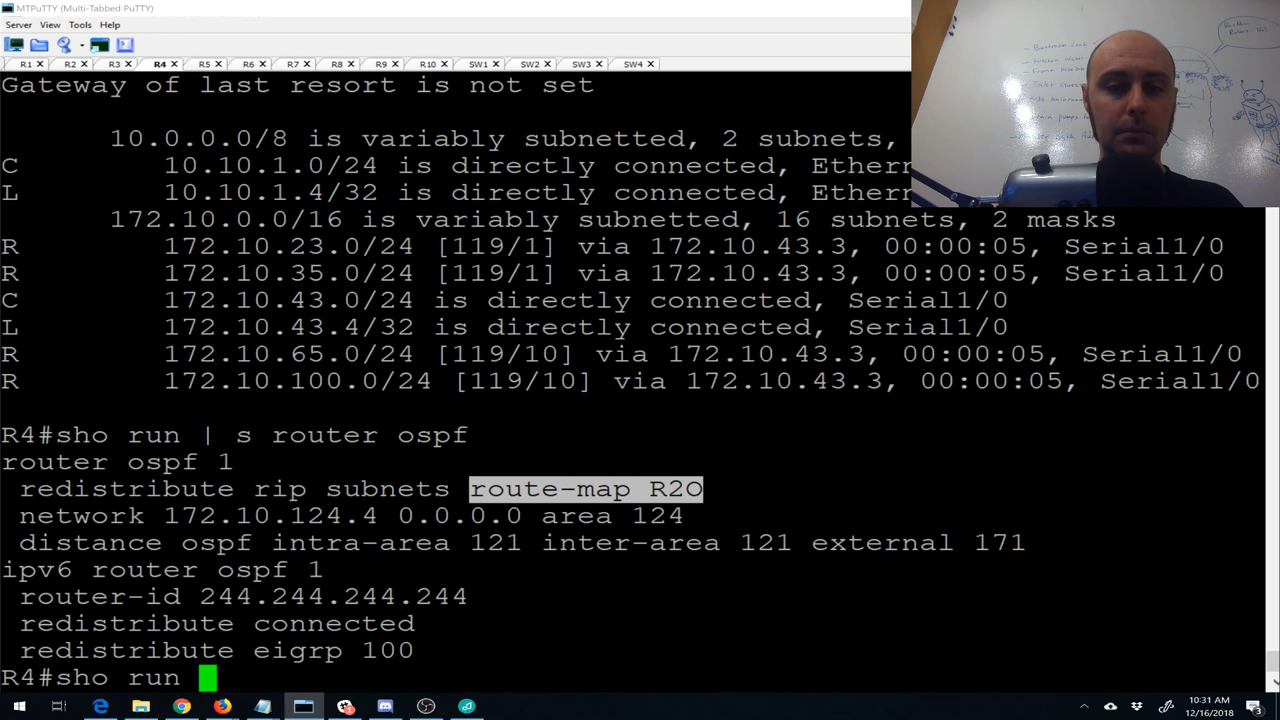 MTPuTTY (Multi-Tabbed PuTTY)
Server View Tools Help
R1 R2 R3 R4 R5 R6 R7 R8 R9 R10 SW1 SW2 SW3 SW4
Gateway of last resort is not set
10.0.0.0/8 is variably subnetted, 2 subnets,
C 10.10.1.0/24 is directly connected, Ethern
L 10.10.1.4/32 is directly connected, Ethern
172.10.0.0/16 is variably subnetted, 16 subnets, 2 masks
R 172.10.23.0/24 [119/1] via 172.10.43.3, 00:00:05, Serial1/0
R 172.10.35.0/24 [119/1] via 172.10.43.3, 00:00:05, Serial1/0
C 172.10.43.0/24 is directly connected, Serial1/0
L 172.10.43.4/32 is directly connected, Serial1/0
R 172.10.65.0/24 [119/10] via 172.10.43.3, 00:00:05, Serial1/0
R 172.10.100.0/24 [119/10] via 172.10.43.3, 00:00:05, Serial1/0
R4#sho run | s router ospf
router ospf 1
redistribute rip subnets route-map R2O
network 172.10.124.4 0.0.0.0 area 124
distance ospf intra-area 121 inter-area 121 external 171
ipv6 router ospf 1
router-id 244.244.244.244
redistribute connected
redistribute eigrp 100
R4#sho run
10:31 AM
12/16/2018
3